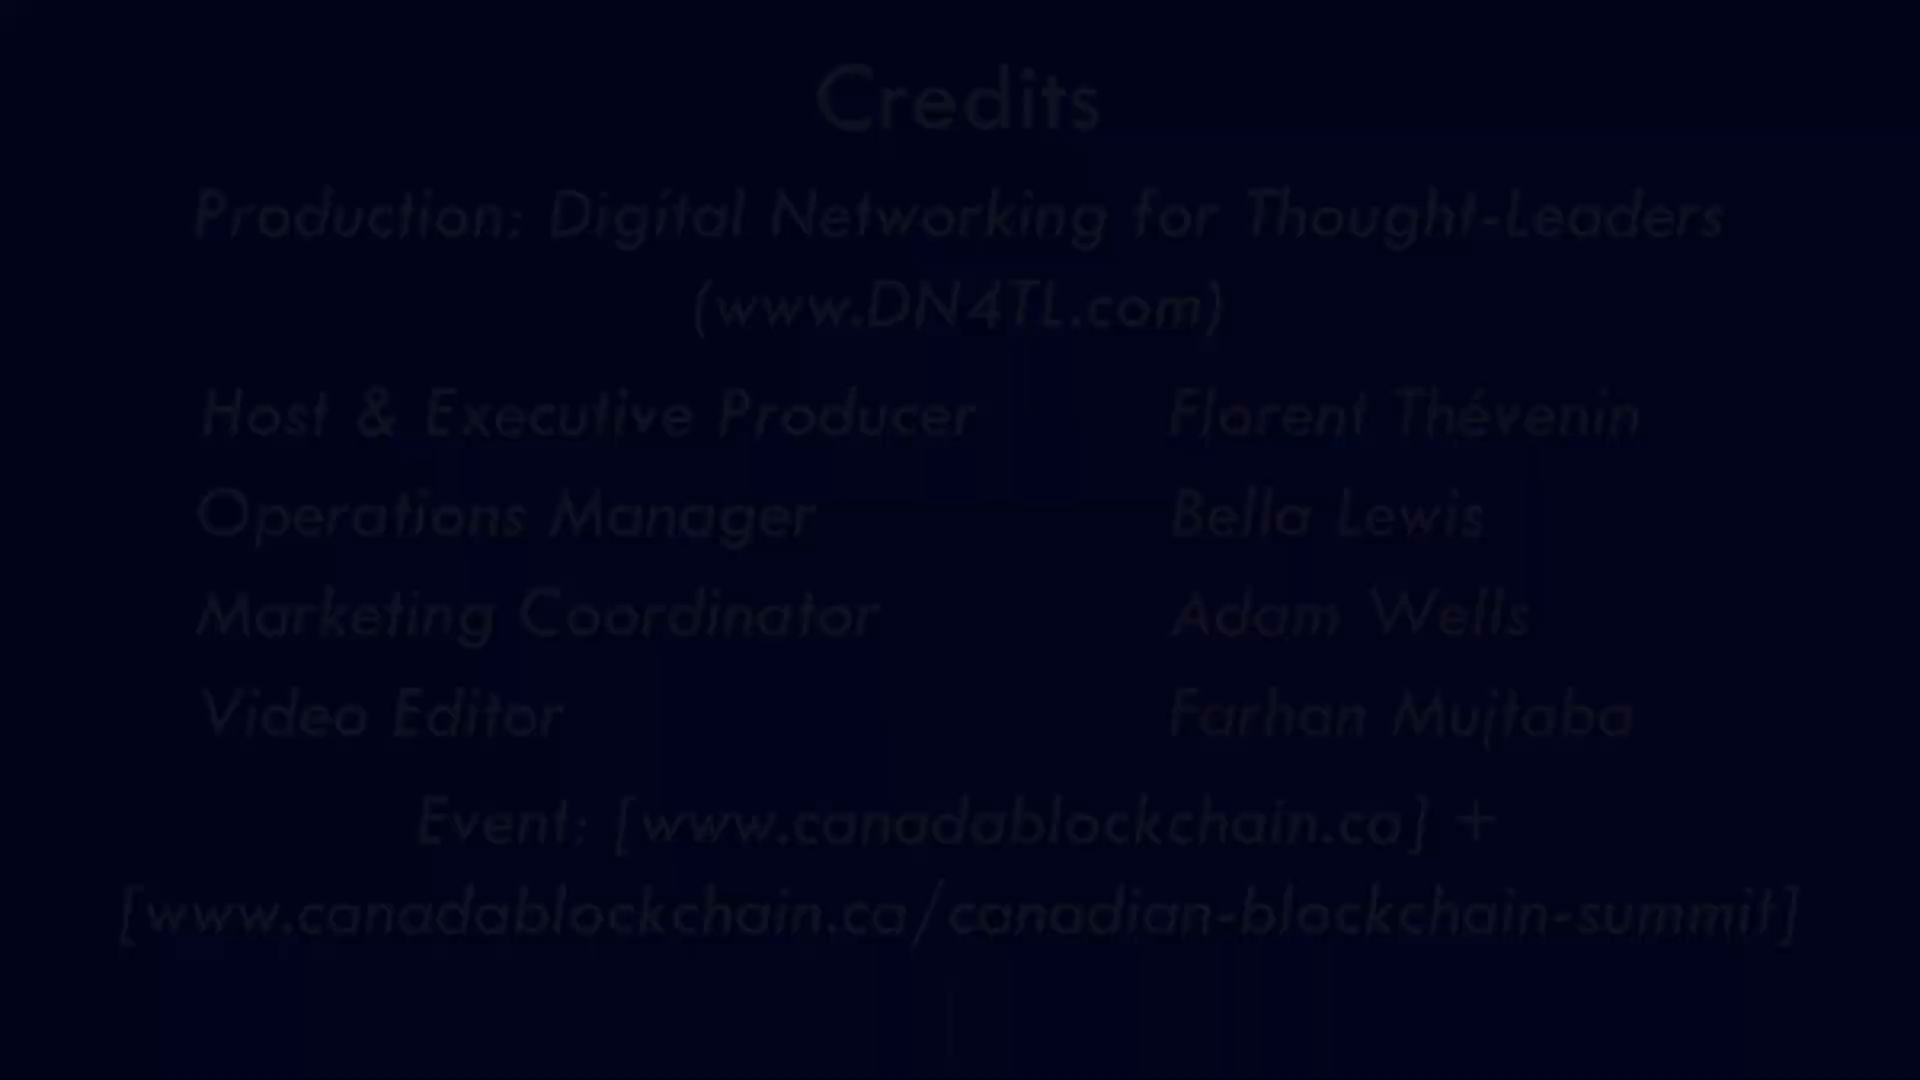 Credits
Production: Digital Networking for Thought-Leaders
(www.DN4TL.com)
Host & Executive Producer Florent Thévenin
Operations Manager Bella Lewis
Marketing Coordinator Adam Wells
Video Editor Farhan Mujtaba
Event: [www.canadablockchain.ca] +
[www.canadablockchain.ca/canadian-blockchain-summit]